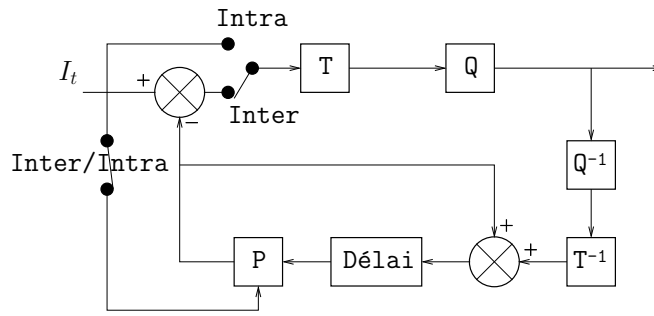 Intra
I_t
+
T
Q
−
Inter
Inter/Intra
Q⁻¹
+
P
Délai
+
T⁻¹